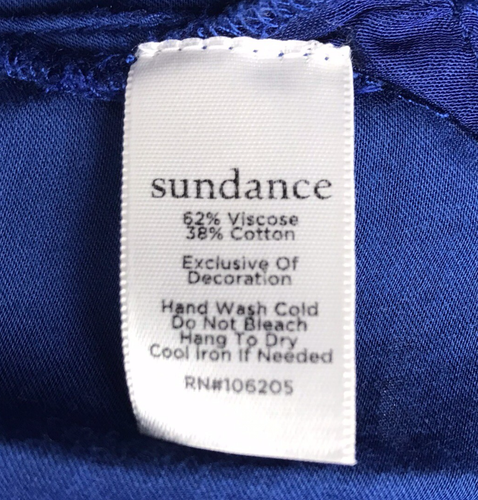 sundance
62% Viscose
38% Cotton
Exclusive Of
Decoration
Hand Wash Cold
Do Not Bleach
Hang To Dry
Cool Iron If Needed
RN#106205